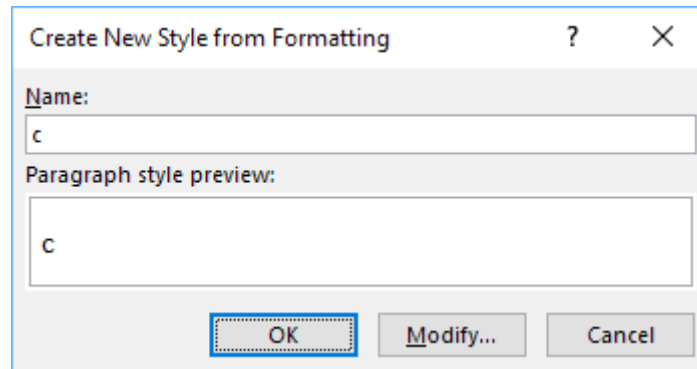 Create New Style from Formatting ?
Name:
c
Paragraph style preview:
c
OK Modify... Cancel